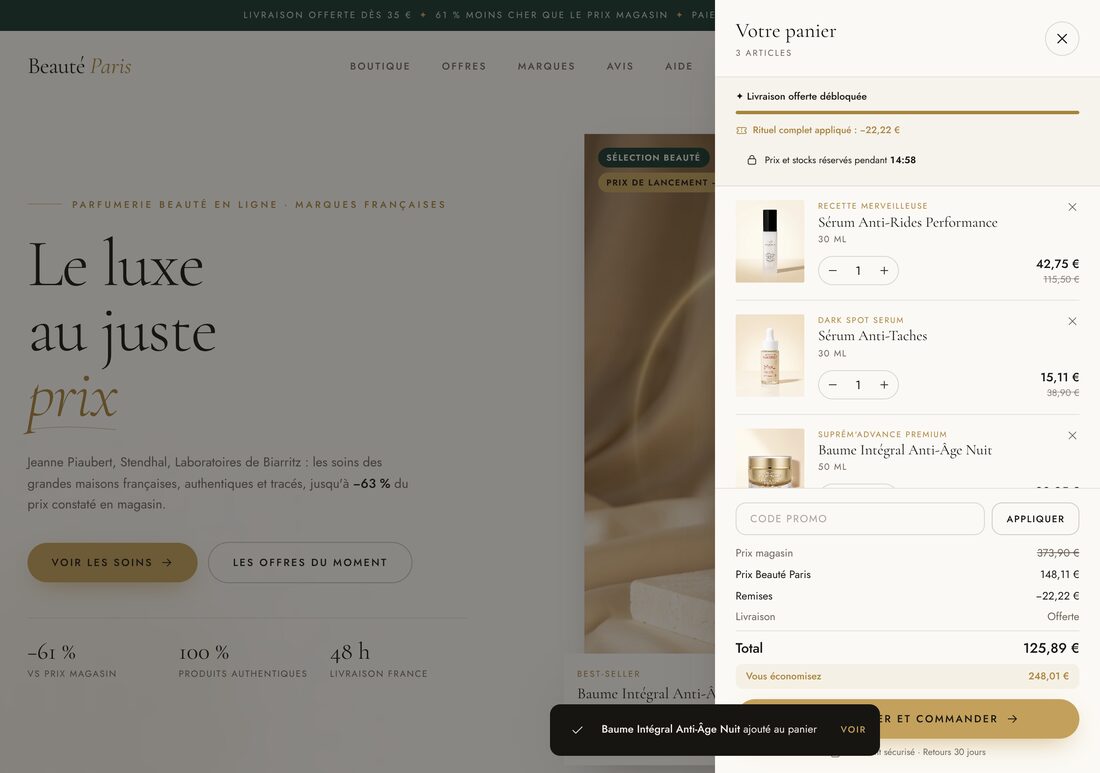 LIVRAISON OFFERTE DÈS 35 € ✦ 61 % MOINS CHER QUE LE PRIX MAGASIN ✦
Beauté Paris
BOUTIQUE OFFRES MARQUES AVIS AIDE
SÉLECTION BEAUTÉ
PRIX DE LANCEMENT
PARFUMERIE BEAUTÉ EN LIGNE · MARQUES FRANÇAISES
Le luxe
au juste
prix
Jeanne Piaubert, Stendhal, Laboratoires de Biarritz : les soins des
grandes maisons françaises, authentiques et tracés, jusqu'à −63 % du
prix constaté en magasin.
VOIR LES SOINS →
LES OFFRES DU MOMENT
−61 %
VS PRIX MAGASIN
100 %
PRODUITS AUTHENTIQUES
48 h
LIVRAISON FRANCE
BEST-SELLER
Baume Intégral Anti-Â
Votre panier
3 ARTICLES
✦ Livraison offerte débloquée
Rituel complet appliqué : −22,22 €
Prix et stocks réservés pendant 14:58
RECETTE MERVEILLEUSE
Sérum Anti-Rides Performance
30 ML
− 1 +
42,75 €
115,50 €
DARK SPOT SERUM
Sérum Anti-Taches
30 ML
− 1 +
15,11 €
38,90 €
SUPRÊM'ADVANCE PREMIUM
Baume Intégral Anti-Âge Nuit
50 ML
CODE PROMO
APPLIQUER
Prix magasin 373,90 €
Prix Beauté Paris 148,11 €
Remises −22,22 €
Livraison Offerte
Total 125,89 €
Vous économisez 248,01 €
ER ET COMMANDER →
Baume Intégral Anti-Âge Nuit ajouté au panier VOIR
sécurisé · Retours 30 jours